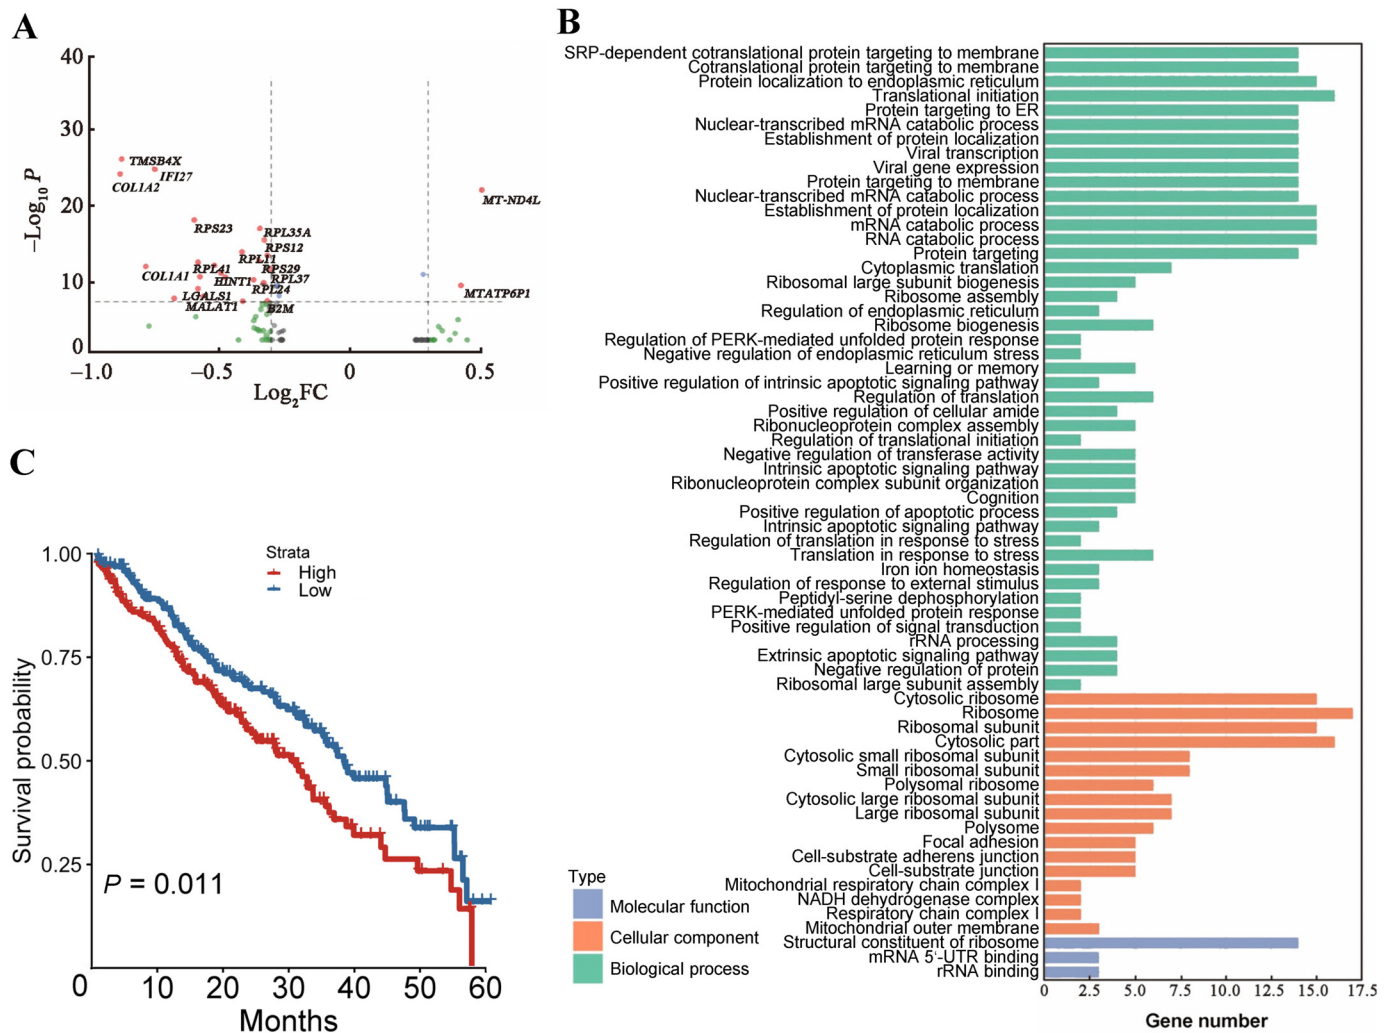 A
40
30
20
10
0
–Log10 P
TMSB4X
IFI27
COL1A2
MT-ND4L
RPS23
RPL35A
RPS12
RPL11
RPL41
RPS29
COL1A1
HINT1
RPL37
RPL24
MTATP6P1
LGALS1
MALAT1
B2M
–1.0
–0.5
0
0.5
Log2FC
B
SRP-dependent cotranslational protein targeting to membrane
Cotranslational protein targeting to membrane
Protein localization to endoplasmic reticulum
Translational initiation
Protein targeting to ER
Nuclear-transcribed mRNA catabolic process
Establishment of protein localization
Viral transcription
Viral gene expression
Protein targeting to membrane
Nuclear-transcribed mRNA catabolic process
Establishment of protein localization
mRNA catabolic process
RNA catabolic process
Protein targeting
Cytoplasmic translation
Ribosomal large subunit biogenesis
Ribosome assembly
Regulation of endoplasmic reticulum
Ribosome biogenesis
Regulation of PERK-mediated unfolded protein response
Negative regulation of endoplasmic reticulum stress
Learning or memory
Positive regulation of intrinsic apoptotic signaling pathway
Regulation of translation
Positive regulation of cellular amide
Ribonucleoprotein complex assembly
Regulation of translational initiation
Negative regulation of transferase activity
Intrinsic apoptotic signaling pathway
Ribonucleoprotein complex subunit organization
Cognition
Positive regulation of apoptotic process
Intrinsic apoptotic signaling pathway
Regulation of translation in response to stress
Translation in response to stress
Iron ion homeostasis
Regulation of response to external stimulus
Peptidyl-serine dephosphorylation
PERK-mediated unfolded protein response
Positive regulation of signal transduction
rRNA processing
Extrinsic apoptotic signaling pathway
Negative regulation of protein
Ribosomal large subunit assembly
Cytosolic ribosome
Ribosome
Ribosomal subunit
Cytosolic part
Cytosolic small ribosomal subunit
Small ribosomal subunit
Polysomal ribosome
Cytosolic large ribosomal subunit
Large ribosomal subunit
Polysome
Focal adhesion
Cell-substrate adherens junction
Cell-substrate junction
Mitochondrial respiratory chain complex I
NADH dehydrogenase complex
Respiratory chain complex I
Mitochondrial outer membrane
Structural constituent of ribosome
mRNA 5'-UTR binding
rRNA binding
0 2.5 5.0 7.5 10.0 12.5 15.0 17.5
Gene number
Type
Molecular function
Cellular component
Biological process
C
Strata
High
Low
1.00
0.75
0.50
0.25
Survival probability
P = 0.011
0 10 20 30 40 50 60
Months